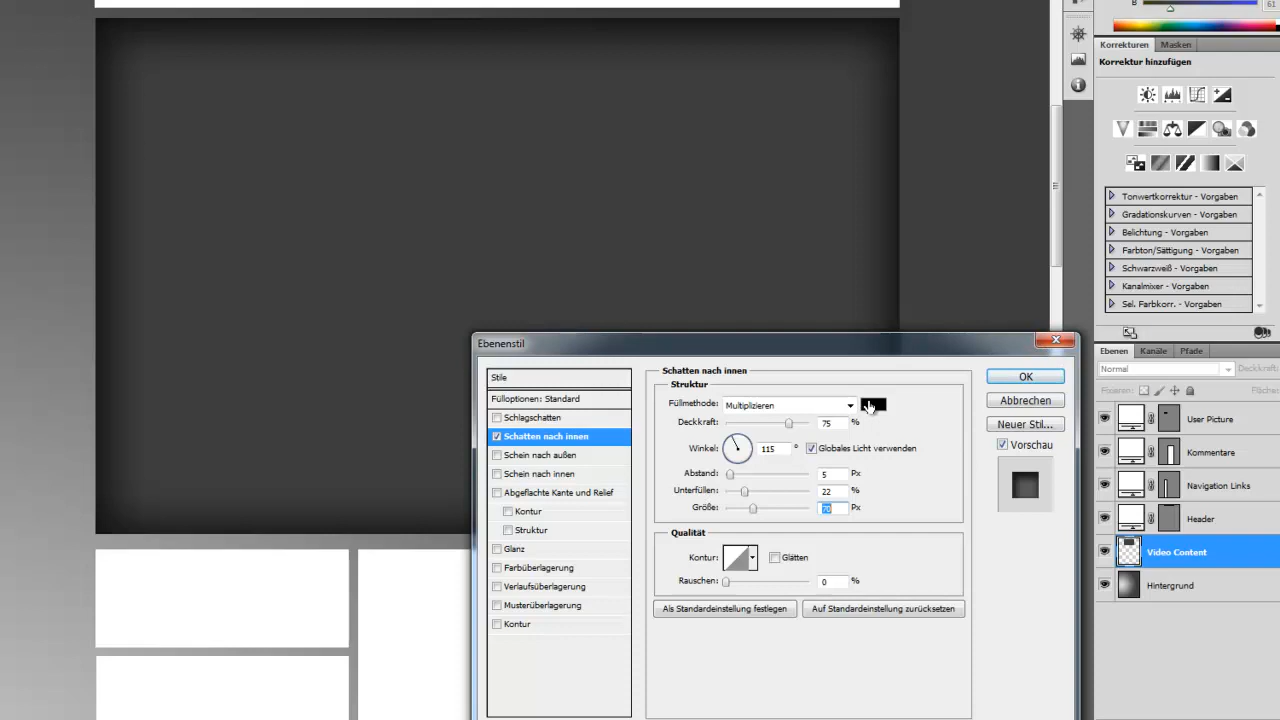 B
61
Korrekturen Masken
Korrektur hinzufügen
Tonwertkorrektur - Vorgaben
Gradationskurven - Vorgaben
Belichtung - Vorgaben
Farbton/Sättigung - Vorgaben
Schwarzweiß - Vorgaben
Kanalmixer - Vorgaben
Sel. Farbkorr. - Vorgaben
Ebenen Kanäle Pfade
Normal Deckkraft:
Fixieren: Fläche
User Picture
Kommentare
Navigation Links
Header
Video Content
Hintergrund
Ebenenstil
Stile
Fülloptionen: Standard
Schlagschatten
Schatten nach innen
Schein nach außen
Schein nach innen
Abgeflachte Kante und Relief
Kontur
Struktur
Glanz
Farbüberlagerung
Verlaufsüberlagerung
Musterüberlagerung
Kontur
Schatten nach innen
Struktur
Füllmethode: Multiplizieren
Deckkraft: 75 %
Winkel: 115 ° Globales Licht verwenden
Abstand: 5 Px
Unterfüllen: 22 %
Größe: 70 Px
Qualität
Kontur: Glätten
Rauschen: 0 %
Als Standardeinstellung festlegen Auf Standardeinstellung zurücksetzen
OK
Abbrechen
Neuer Stil...
Vorschau